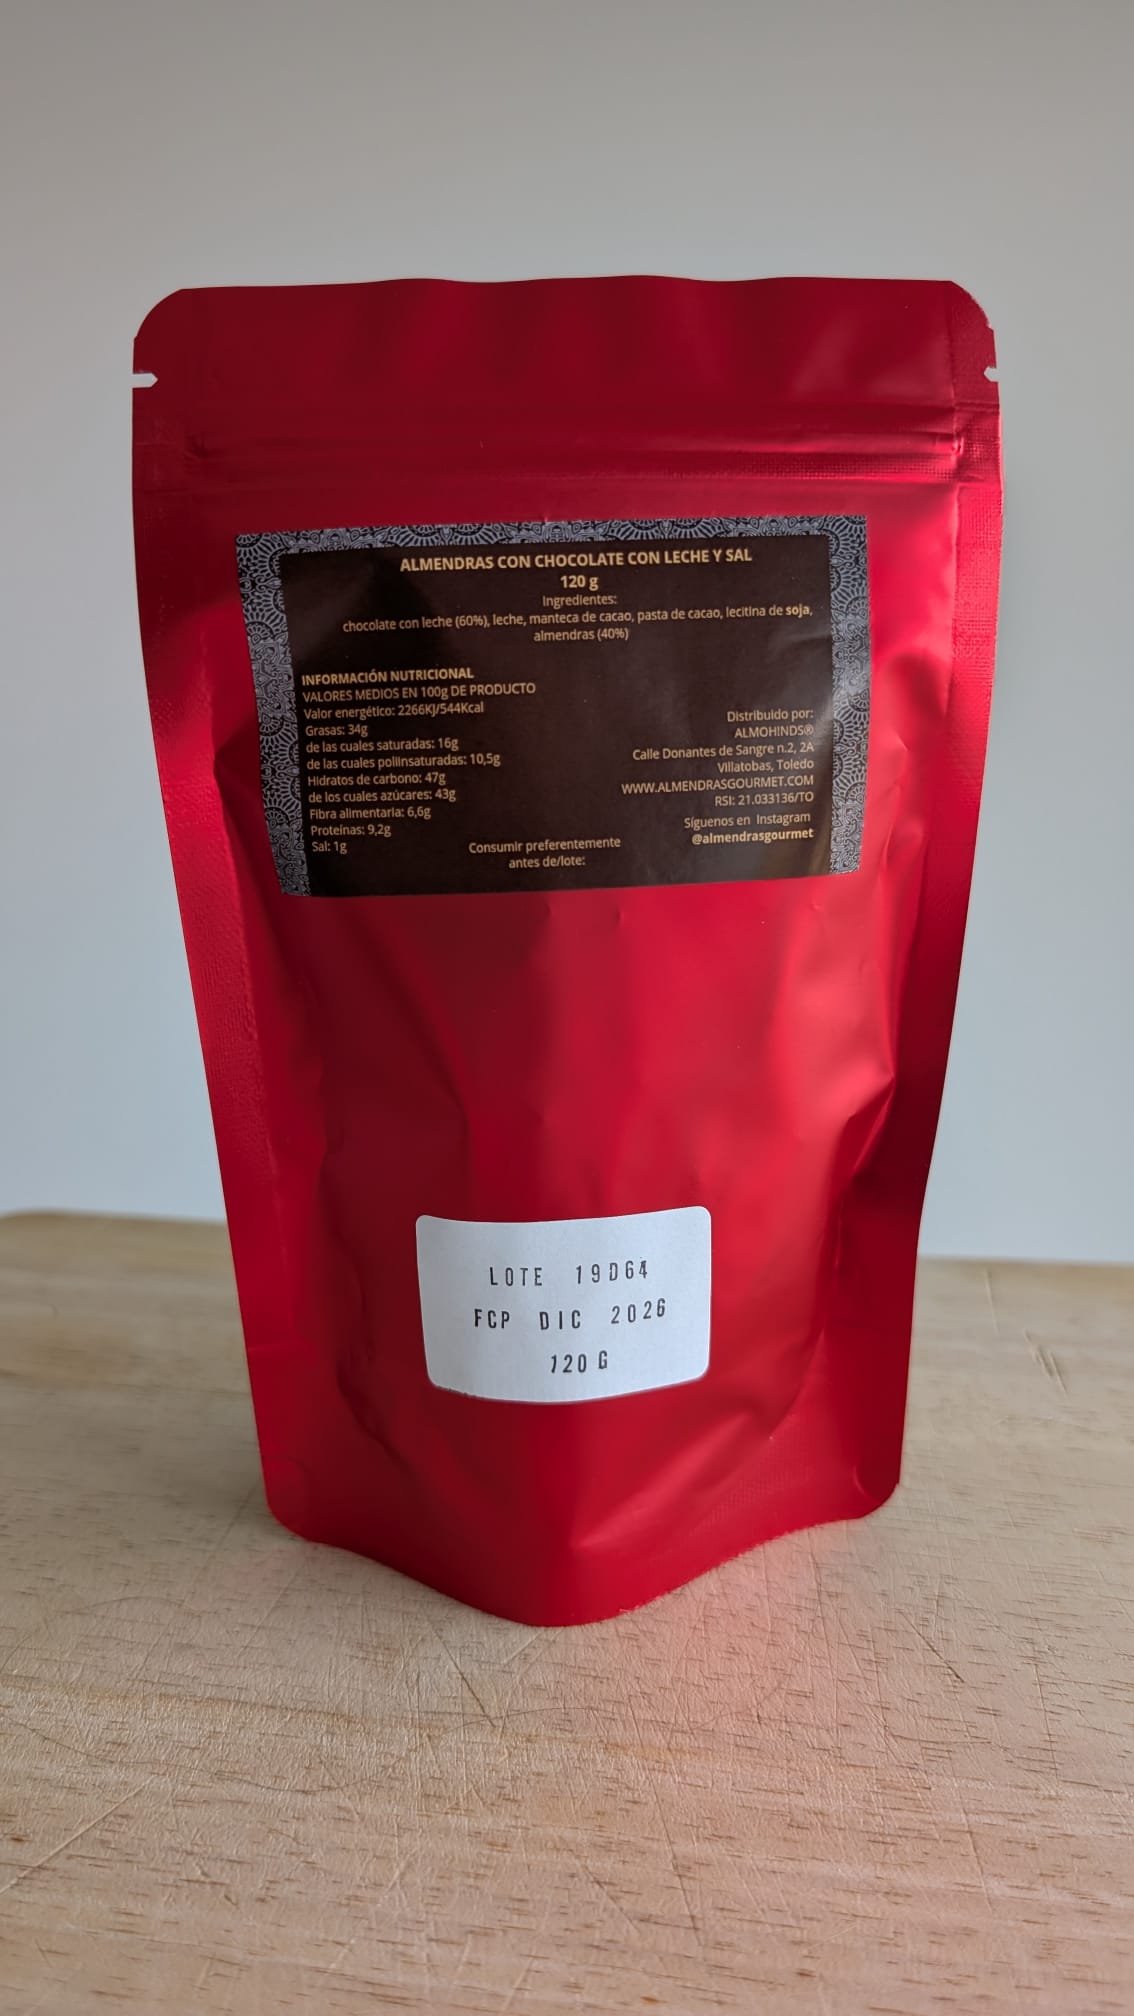 ALMENDRAS CON CHOCOLATE CON LECHE Y SAL
120 g
Ingredientes:
chocolate con leche (60%), leche, manteca de cacao, pasta de cacao, lecitina de soja,
almendras (40%)
INFORMACIÓN NUTRICIONAL
VALORES MEDIOS EN 100g DE PRODUCTO
Valor energético: 2266KJ/544Kcal
Grasas: 34g
de las cuales saturadas: 16g
de las cuales poliinsaturadas: 10,5g
Hidratos de carbono: 47g
de los cuales azúcares: 43g
Fibra alimentaria: 6,6g
Proteínas: 9,2g
Sal: 1g
Distribuido por:
ALMOHINDS®
Calle Donantes de Sangre n.2, 2A
Villatobas, Toledo
WWW.ALMENDRASGOURMET.COM
RSI: 21.033136/TO
Síguenos en Instagram
@almendrasgourmet
Consumir preferentemente
antes de/lote:
LOTE 19D64
FCP DIC 2026
120 G